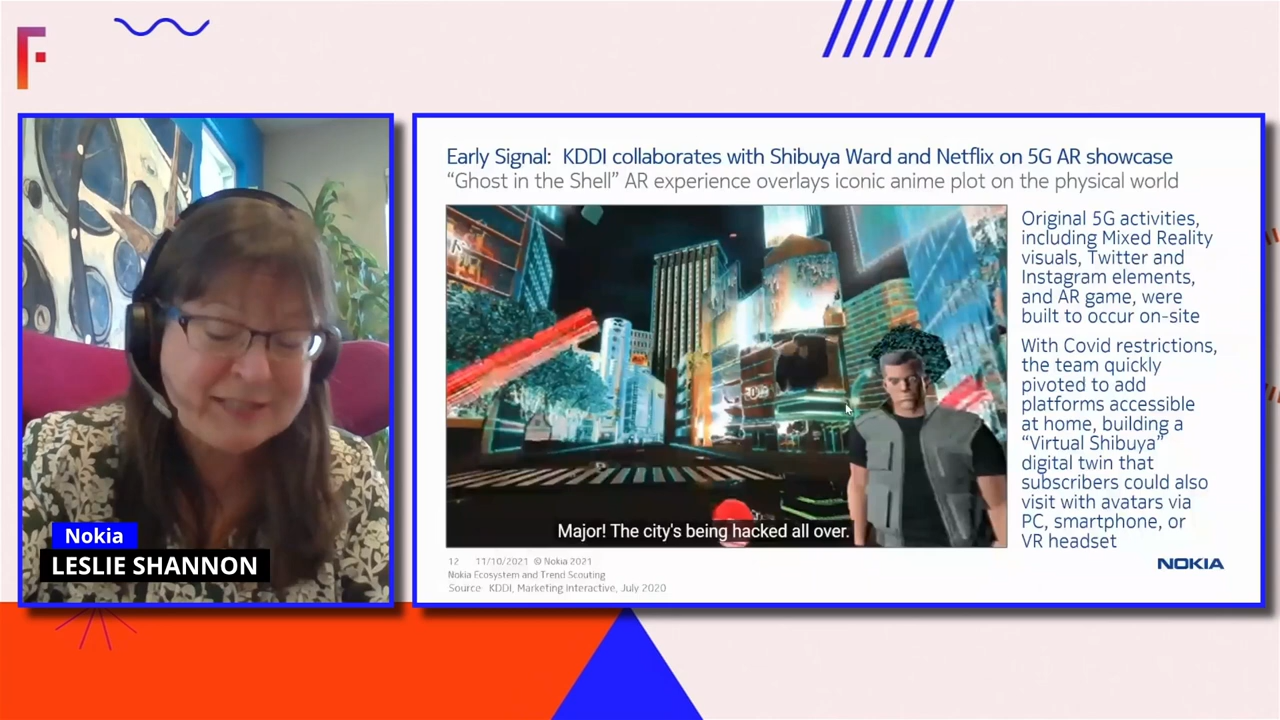 F
Nokia
LESLIE SHANNON
Early Signal: KDDI collaborates with Shibuya Ward and Netflix on 5G AR showcase
“Ghost in the Shell” AR experience overlays iconic anime plot on the physical world
Major! The city's being hacked all over.
Original 5G activities,
including Mixed Reality
visuals, Twitter and
Instagram elements,
and AR game, were
built to occur on-site
With Covid restrictions,
the team quickly
pivoted to add
platforms accessible
at home, building a
“Virtual Shibuya”
digital twin that
subscribers could also
visit with avatars via
PC, smartphone, or
VR headset
12 11/10/2021 © Nokia 2021
Nokia Ecosystem and Trend Scouting
Source: KDDI, Marketing Interactive, July 2020
NOKIA